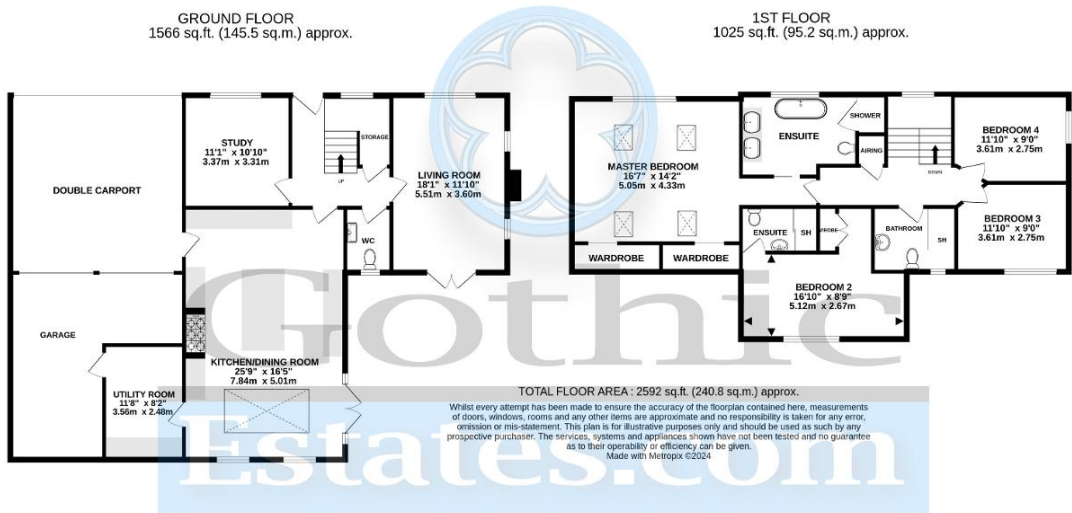 GROUND FLOOR
1566 sq.ft. (145.5 sq.m.) approx.
1ST FLOOR
1025 sq.ft. (95.2 sq.m.) approx.
DOUBLE CARPORT
STUDY
11'1" x 10'10"
3.37m x 3.31m
STORAGE
UP
LIVING ROOM
18'1" x 11'10"
5.51m x 3.60m
WC
GARAGE
KITCHEN/DINING ROOM
25'9" x 16'5"
7.84m x 5.01m
UTILITY ROOM
11'8" x 8'2"
3.56m x 2.48m
MASTER BEDROOM
16'7" x 14'2"
5.05m x 4.33m
WARDROBE
WARDROBE
ENSUITE
SHOWER
AIRING
DOWN
BEDROOM 4
11'10" x 9'0"
3.61m x 2.75m
BEDROOM 3
11'10" x 9'0"
3.61m x 2.75m
ENSUITE
SH
BATHROOM
SH
BEDROOM 2
16'10" x 8'9"
5.12m x 2.67m
Gothic
Estates.com
TOTAL FLOOR AREA : 2592 sq.ft. (240.8 sq.m.) approx.
Whilst every attempt has been made to ensure the accuracy of the floorplan contained here, measurements
of doors, windows, rooms and any other items are approximate and no responsibility is taken for any error,
omission or mis-statement. This plan is for illustrative purposes only and should be used as such by any
prospective purchaser. The services, systems and appliances shown have not been tested and no guarantee
as to their operability or efficiency can be given.
Made with Metropix ©2024